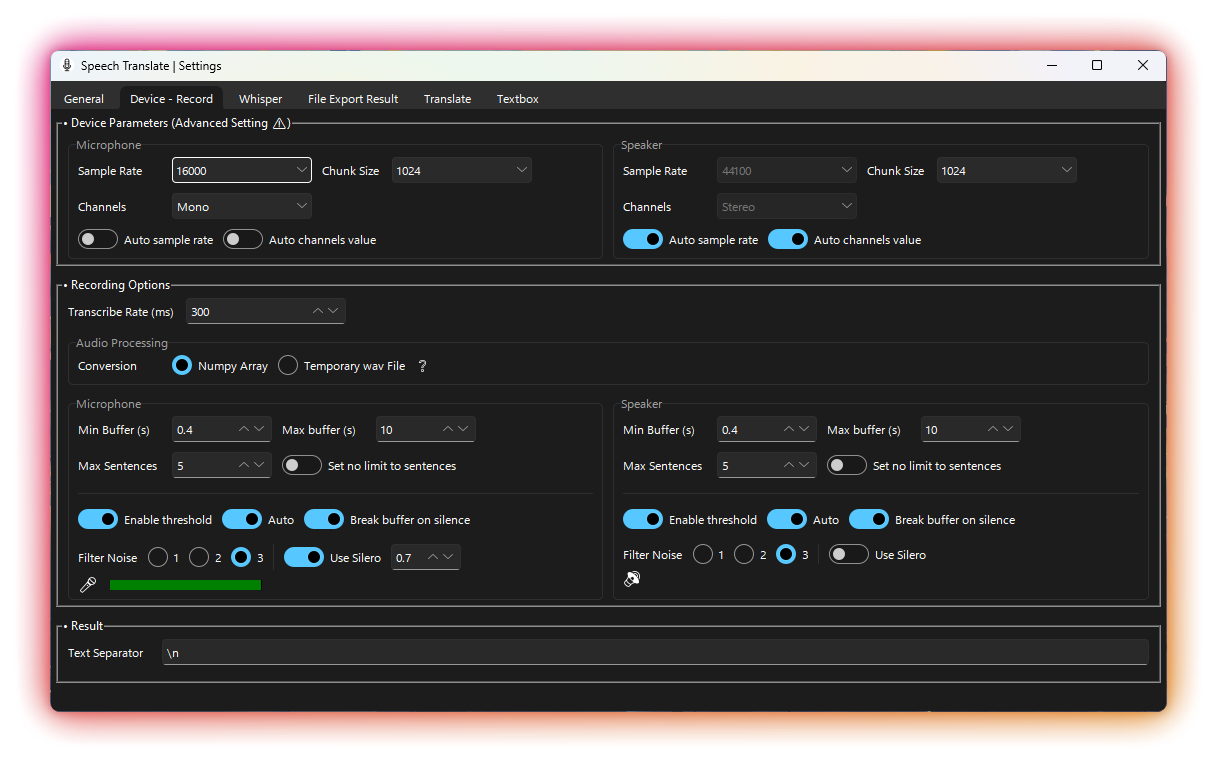 Speech Translate | Settings
General Device - Record Whisper File Export Result Translate Textbox
• Device Parameters (Advanced Setting ⚠)
Microphone
Sample Rate 16000 Chunk Size 1024
Channels Mono
Auto sample rate Auto channels value
Speaker
Sample Rate 44100 Chunk Size 1024
Channels Stereo
Auto sample rate Auto channels value
• Recording Options
Transcribe Rate (ms) 300
Audio Processing
Conversion Numpy Array Temporary wav File ?
Microphone
Min Buffer (s) 0.4 Max buffer (s) 10
Max Sentences 5 Set no limit to sentences
Enable threshold Auto Break buffer on silence
Filter Noise 1 2 3 Use Silero 0.7
Speaker
Min Buffer (s) 0.4 Max buffer (s) 10
Max Sentences 5 Set no limit to sentences
Enable threshold Auto Break buffer on silence
Filter Noise 1 2 3 Use Silero
• Result
Text Separator \n